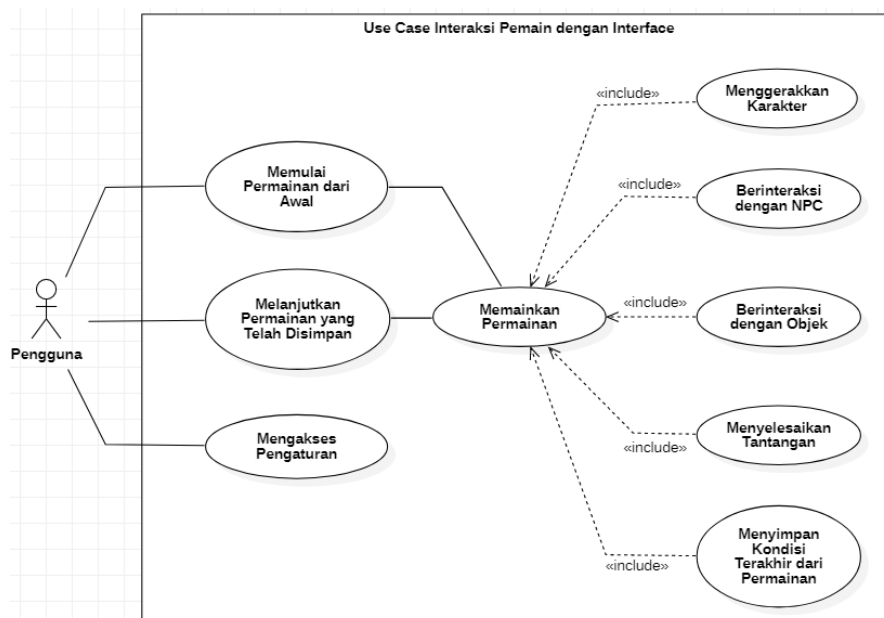 Use Case Interaksi Pemain dengan Interface
Pengguna
Memulai
Permainan dari
Awal
Melanjutkan
Permainan yang
Telah Disimpan
Mengakses
Pengaturan
Memainkan
Permainan
«include»
Menggerakkan
Karakter
«include»
Berinteraksi
dengan NPC
«include»
Berinteraksi
dengan Objek
«include»
Menyelesaikan
Tantangan
«include»
Menyimpan
Kondisi
Terakhir dari
Permainan